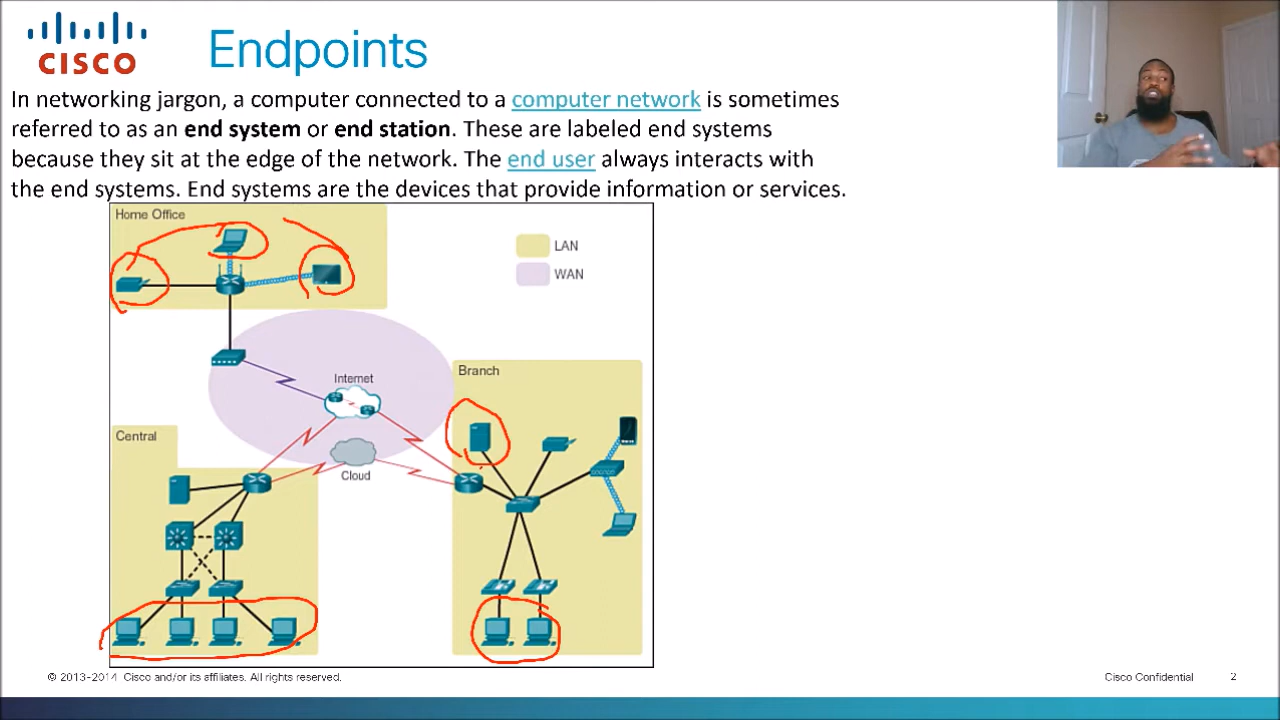 CISCO
Endpoints
In networking jargon, a computer connected to a computer network is sometimes
referred to as an end system or end station. These are labeled end systems
because they sit at the edge of the network. The end user always interacts with
the end systems. End systems are the devices that provide information or services.
Home Office
LAN
WAN
Internet
Branch
Central
Cloud
© 2013-2014 Cisco and/or its affiliates. All rights reserved.
Cisco Confidential
2